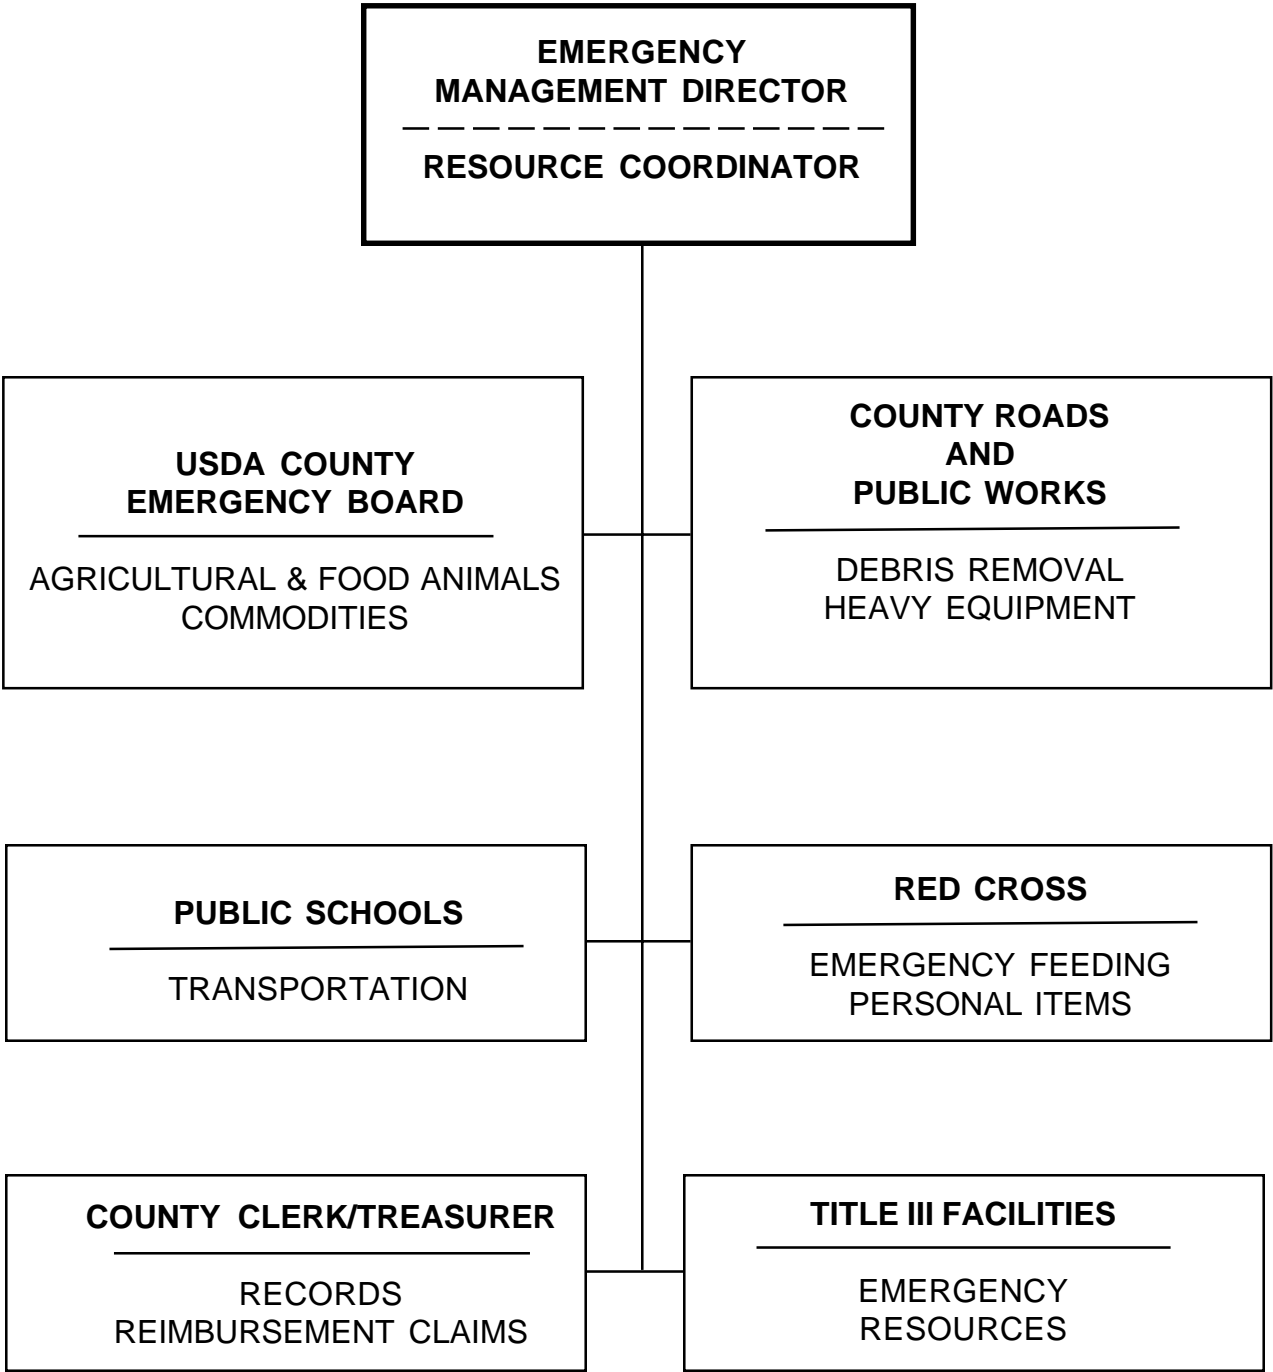 EMERGENCY
MANAGEMENT DIRECTOR
RESOURCE COORDINATOR
USDA COUNTY
EMERGENCY BOARD
AGRICULTURAL & FOOD ANIMALS
COMMODITIES
COUNTY ROADS
AND
PUBLIC WORKS
DEBRIS REMOVAL
HEAVY EQUIPMENT
PUBLIC SCHOOLS
TRANSPORTATION
RED CROSS
EMERGENCY FEEDING
PERSONAL ITEMS
COUNTY CLERK/TREASURER
RECORDS
REIMBURSEMENT CLAIMS
TITLE III FACILITIES
EMERGENCY
RESOURCES